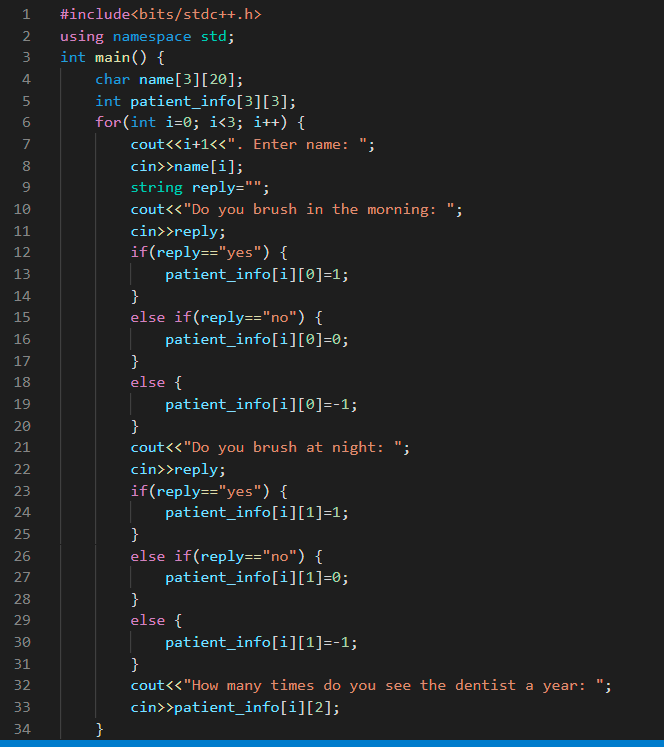 1 #include<bits/stdc++.h>
2 using namespace std;
3 int main() {
4     char name[3][20];
5     int patient_info[3][3];
6     for(int i=0; i<3; i++) {
7         cout<<i+1<<". Enter name: ";
8         cin>>name[i];
9         string reply="";
10         cout<<"Do you brush in the morning: ";
11         cin>>reply;
12         if(reply=="yes") {
13             patient_info[i][0]=1;
14         }
15         else if(reply=="no") {
16             patient_info[i][0]=0;
17         }
18         else {
19             patient_info[i][0]=-1;
20         }
21         cout<<"Do you brush at night: ";
22         cin>>reply;
23         if(reply=="yes") {
24             patient_info[i][1]=1;
25         }
26         else if(reply=="no") {
27             patient_info[i][1]=0;
28         }
29         else {
30             patient_info[i][1]=-1;
31         }
32         cout<<"How many times do you see the dentist a year: ";
33         cin>>patient_info[i][2];
34     }